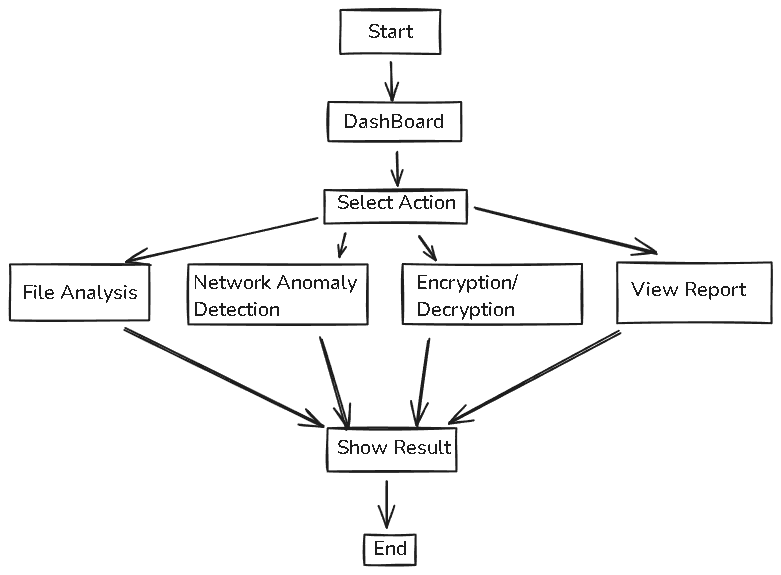 Start
DashBoard
Select Action
File Analysis
Network Anomaly
Detection
Encryption/
Decryption
View Report
Show Result
End